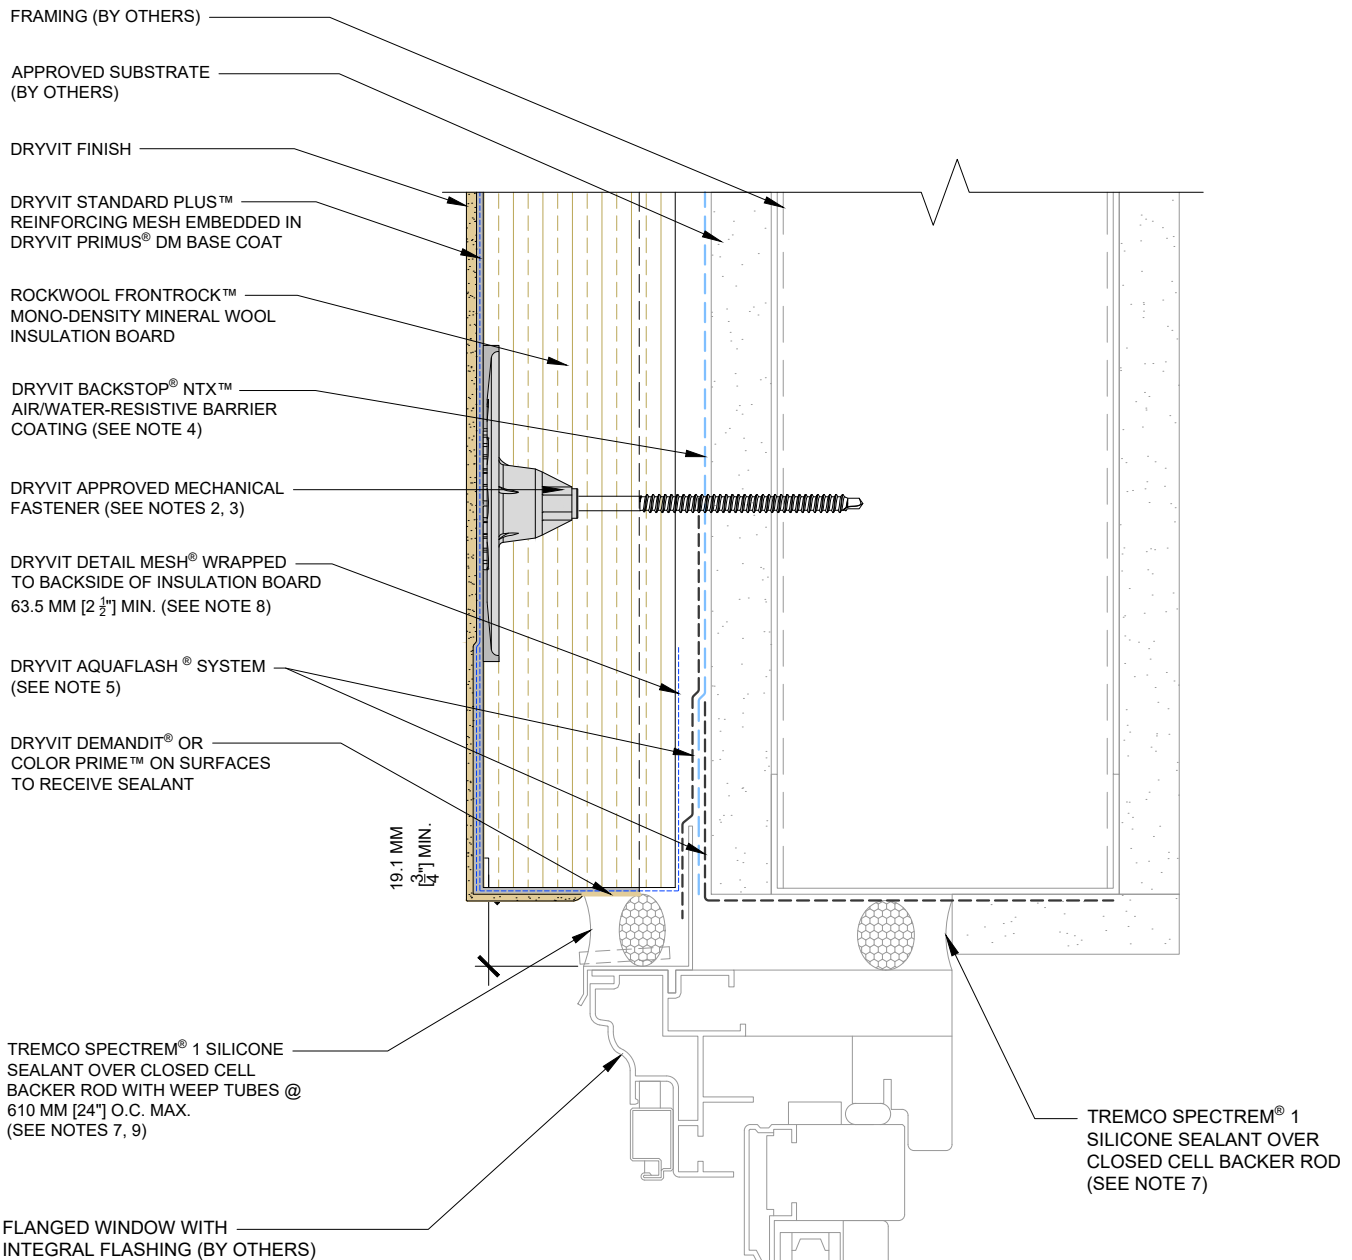 FRAMING (BY OTHERS)
APPROVED SUBSTRATE
(BY OTHERS)
DRYVIT FINISH
DRYVIT STANDARD PLUS™
REINFORCING MESH EMBEDDED IN
DRYVIT PRIMUS® DM BASE COAT
ROCKWOOL FRONTROCK™
MONO-DENSITY MINERAL WOOL
INSULATION BOARD
DRYVIT BACKSTOP® NTX™
AIR/WATER-RESISTIVE BARRIER
COATING (SEE NOTE 4)
DRYVIT APPROVED MECHANICAL
FASTENER (SEE NOTES 2, 3)
DRYVIT DETAIL MESH® WRAPPED
TO BACKSIDE OF INSULATION BOARD
63.5 MM [2 1/2"] MIN. (SEE NOTE 8)
DRYVIT AQUAFLASH ® SYSTEM
(SEE NOTE 5)
DRYVIT DEMANDIT® OR
COLOR PRIME™ ON SURFACES
TO RECEIVE SEALANT
19.1 MM
[3/4"] MIN.
TREMCO SPECTREM® 1 SILICONE
SEALANT OVER CLOSED CELL
BACKER ROD WITH WEEP TUBES @
610 MM [24"] O.C. MAX.
(SEE NOTES 7, 9)
TREMCO SPECTREM® 1
SILICONE SEALANT OVER
CLOSED CELL BACKER ROD
(SEE NOTE 7)
FLANGED WINDOW WITH
INTEGRAL FLASHING (BY OTHERS)